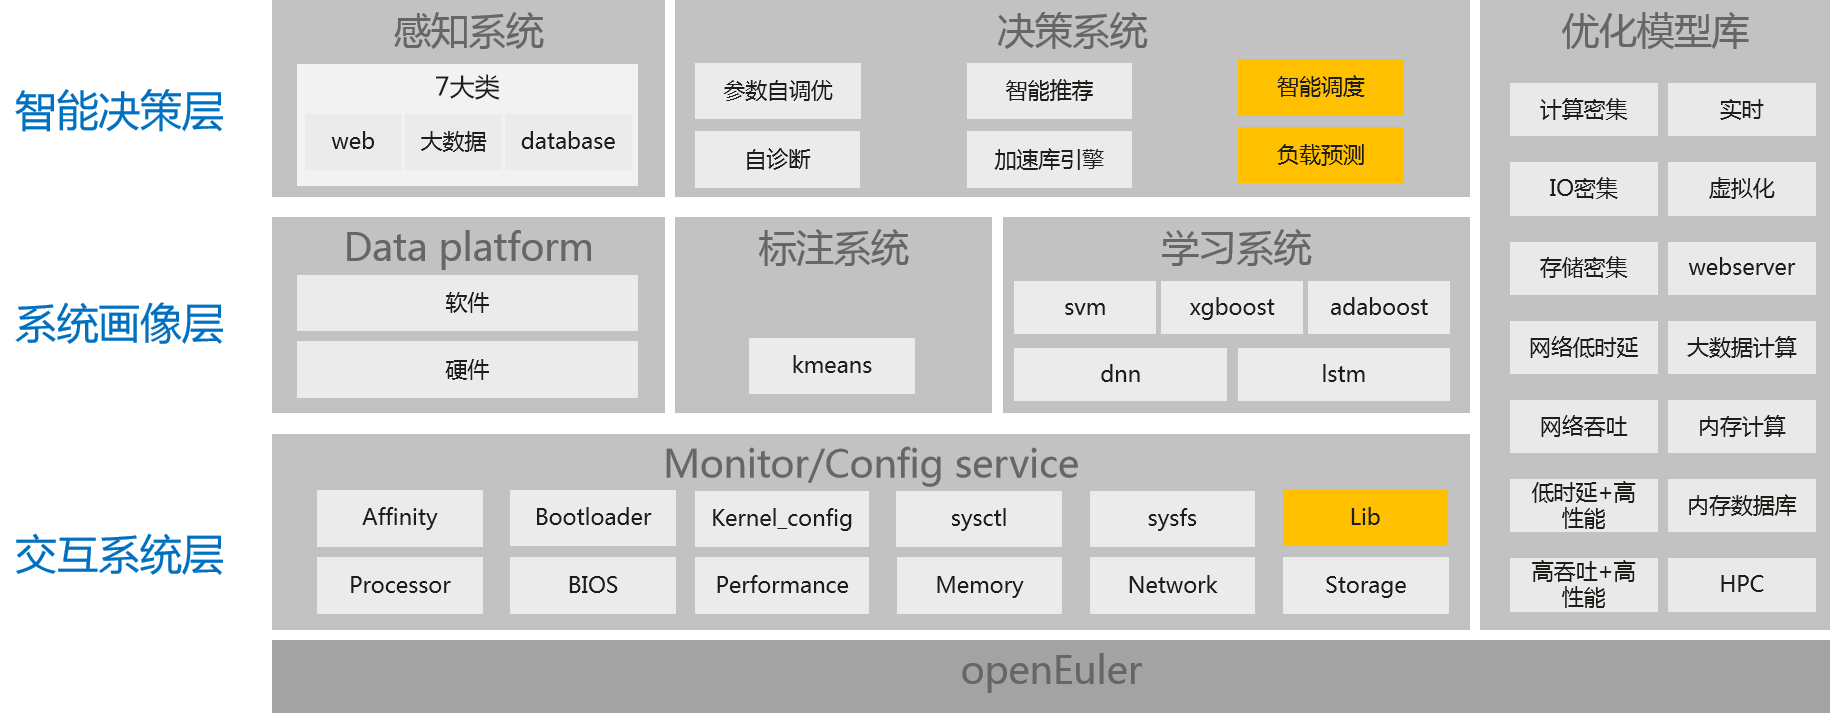 智能决策层
感知系统
7大类
web
大数据
database
决策系统
参数自调优
智能推荐
智能调度
自诊断
加速库引擎
负载预测
系统画像层
Data platform
软件
硬件
标注系统
kmeans
学习系统
svm
xgboost
adaboost
dnn
lstm
交互系统层
Monitor/Config service
Affinity
Bootloader
Kernel_config
sysctl
sysfs
Lib
Processor
BIOS
Performance
Memory
Network
Storage
优化模型库
计算密集
实时
IO密集
虚拟化
存储密集
webserver
网络低时延
大数据计算
网络吞吐
内存计算
低时延+高
性能
内存数据库
高吞吐+高
性能
HPC
openEuler